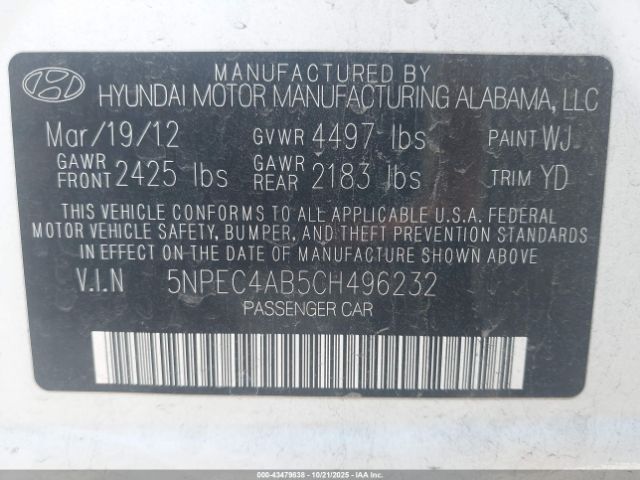 MANUFACTURED BY
HYUNDAI MOTOR MANUFACTURING ALABAMA, LLC
Mar/19/12 GVWR 4497 lbs PAINT WJ
GAWR FRONT 2425 lbs GAWR REAR 2183 lbs TRIM YD
THIS VEHICLE CONFORMS TO ALL APPLICABLE U.S.A. FEDERAL
MOTOR VEHICLE SAFETY, BUMPER, AND THEFT PREVENTION STANDARDS
IN EFFECT ON THE DATE OF MANUFACTURE SHOWN ABOVE
V.I.N 5NPEC4AB5CH496232
PASSENGER CAR
000-43479638 - 10/21/2025 - COPYRIGHT IAA, INC.